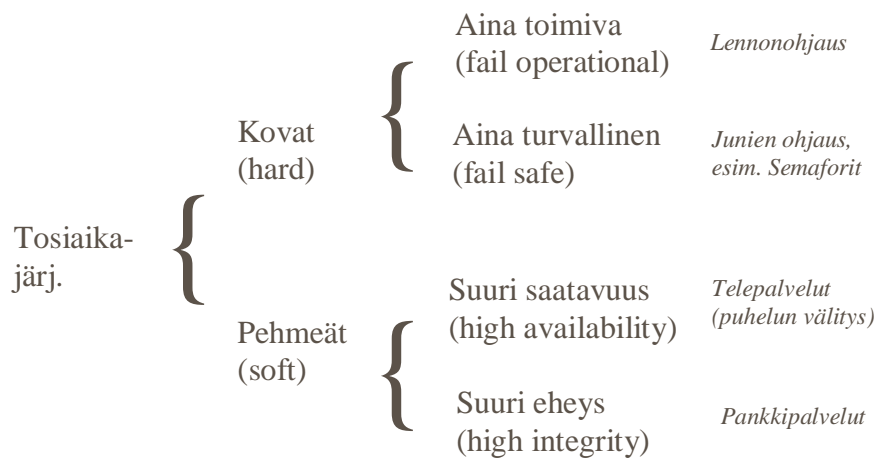 Aina toimiva
(fail operational)
Lennonohjaus
Kovat
(hard)
Aina turvallinen
(fail safe)
Junien ohjaus,
esim. Semaforit
Tosiaika-
järj.
Suuri saatavuus
(high availability)
Telepalvelut
(puhelun välitys)
Pehmeät
(soft)
Suuri eheys
(high integrity)
Pankkipalvelut